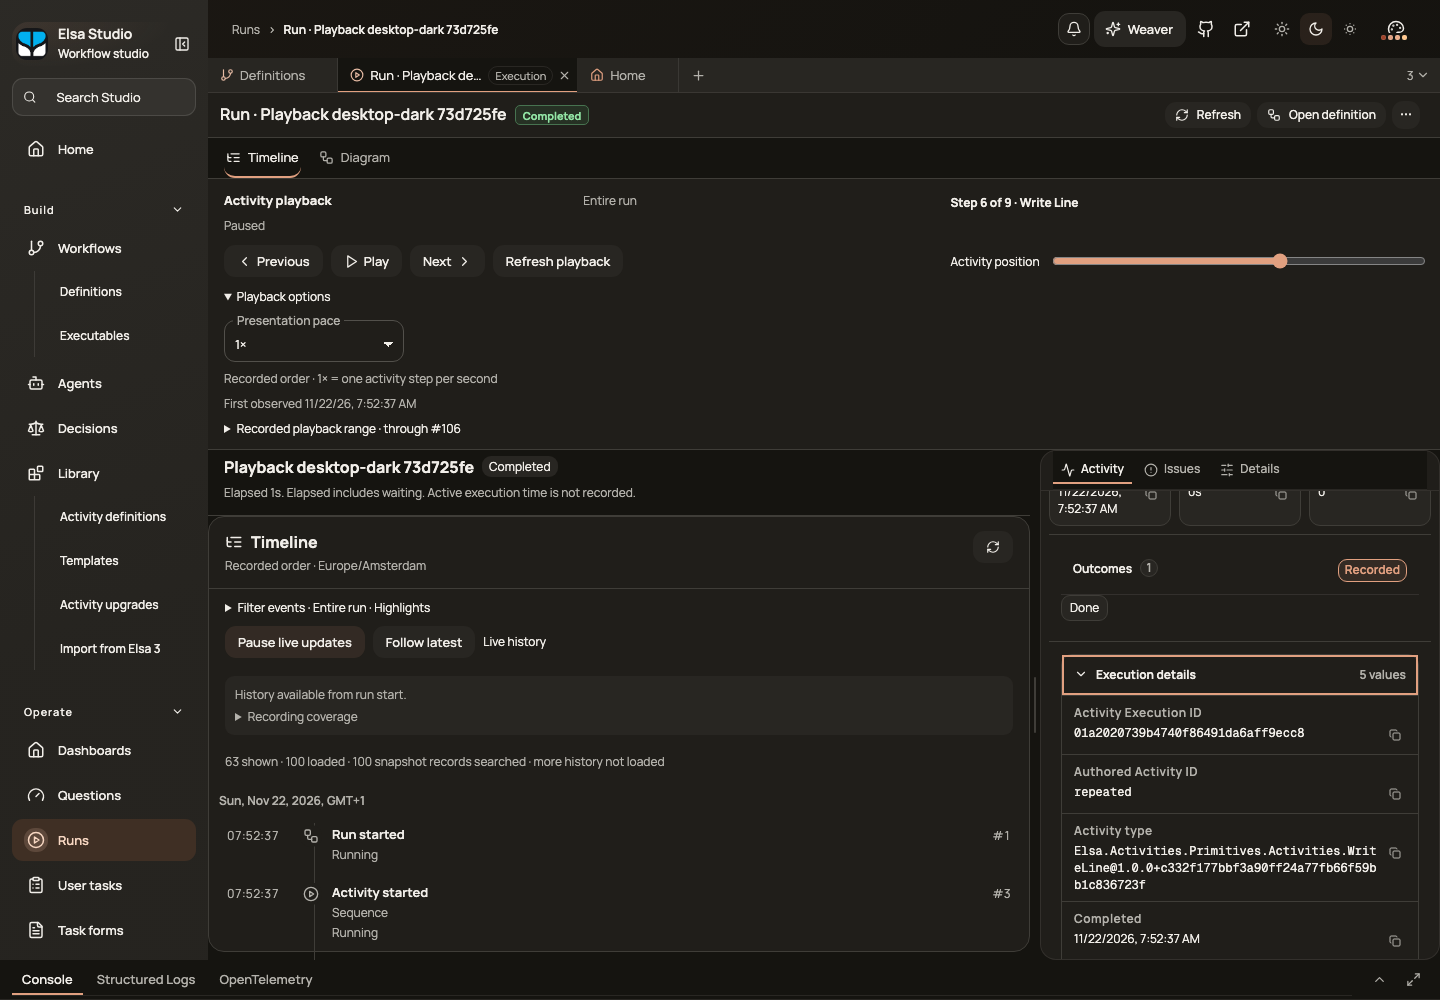 Elsa Studio
Workflow studio
Search Studio
Home
Build
Workflows
Definitions
Executables
Agents
Decisions
Library
Activity definitions
Templates
Activity upgrades
Import from Elsa 3
Operate
Dashboards
Questions
Runs
User tasks
Task forms
Runs › Run · Playback desktop-dark 73d725fe
Weaver
Definitions
Run · Playback de... Execution
Home
3
Run · Playback desktop-dark 73d725fe Completed
Refresh
Open definition
Timeline
Diagram
Activity playback
Entire run
Step 6 of 9 · Write Line
Paused
Previous
Play
Next
Refresh playback
Activity position
Playback options
Presentation pace
1×
Recorded order · 1× = one activity step per second
First observed 11/22/26, 7:52:37 AM
Recorded playback range · through #106
Playback desktop-dark 73d725fe Completed
Elapsed 1s. Elapsed includes waiting. Active execution time is not recorded.
Timeline
Recorded order · Europe/Amsterdam
Filter events · Entire run · Highlights
Pause live updates
Follow latest
Live history
History available from run start.
Recording coverage
63 shown · 100 loaded · 100 snapshot records searched · more history not loaded
Sun, Nov 22, 2026, GMT+1
07:52:37 Run started #1
Running
07:52:37 Activity started #3
Sequence
Running
Activity
Issues
Details
11/22/2026,
7:52:37 AM
0s
0
Outcomes 1
Recorded
Done
Execution details 5 values
Activity Execution ID
01a2020739b4740f86491da6aff9ecc8
Authored Activity ID
repeated
Activity type
Elsa.Activities.Primitives.Activities.Writ
eLine@1.0.0+c332f177bbf3a90ff24a77fb66f59b
b1c836723f
Completed
11/22/2026, 7:52:37 AM
Console
Structured Logs
OpenTelemetry